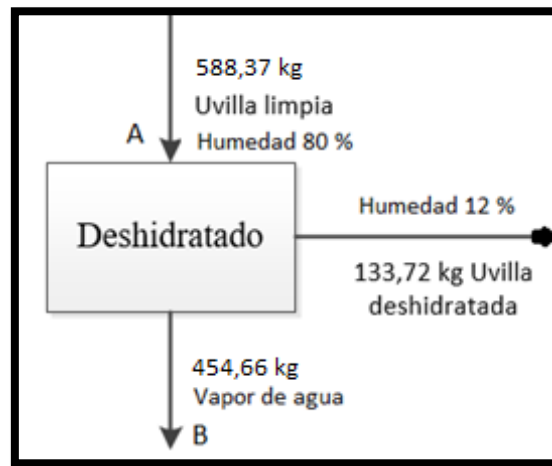 588,37 kg
Uvilla limpia
A
Humedad 80 %
Deshidratado
Humedad 12 %
133,72 kg Uvilla
deshidratada
454,66 kg
Vapor de agua
B